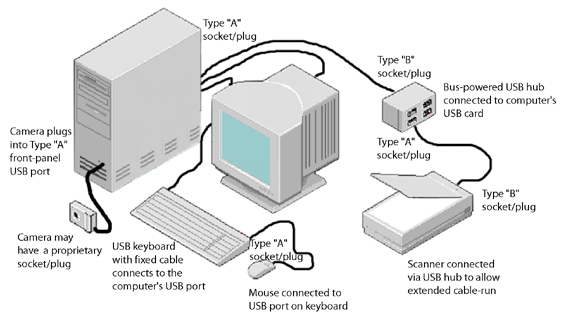 Type "A"
socket/plug
Type "B"
socket/plug
Bus-powered USB hub
connected to computer's
USB card
Camera plugs
into Type "A"
front-panel
USB port
Type "A"
socket/plug
Type "B"
socket/plug
Camera may
have a proprietary
socket/plug
USB keyboard
with fixed cable
connects to the
computer's USB port
Type "A"
socket/plug
Mouse connected to
USB port on keyboard
Scanner connected
via USB hub to allow
extended cable-run